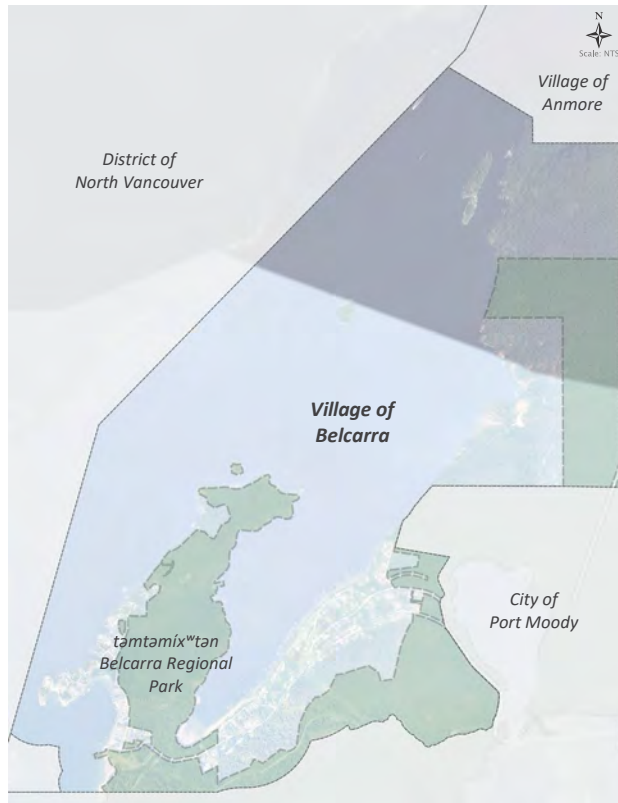 N
Scale: NTS
Village of
Anmore
District of
North Vancouver
Village of
Belcarra
City of
Port Moody
təmtəmíxʷtən
Belcarra Regional
Park